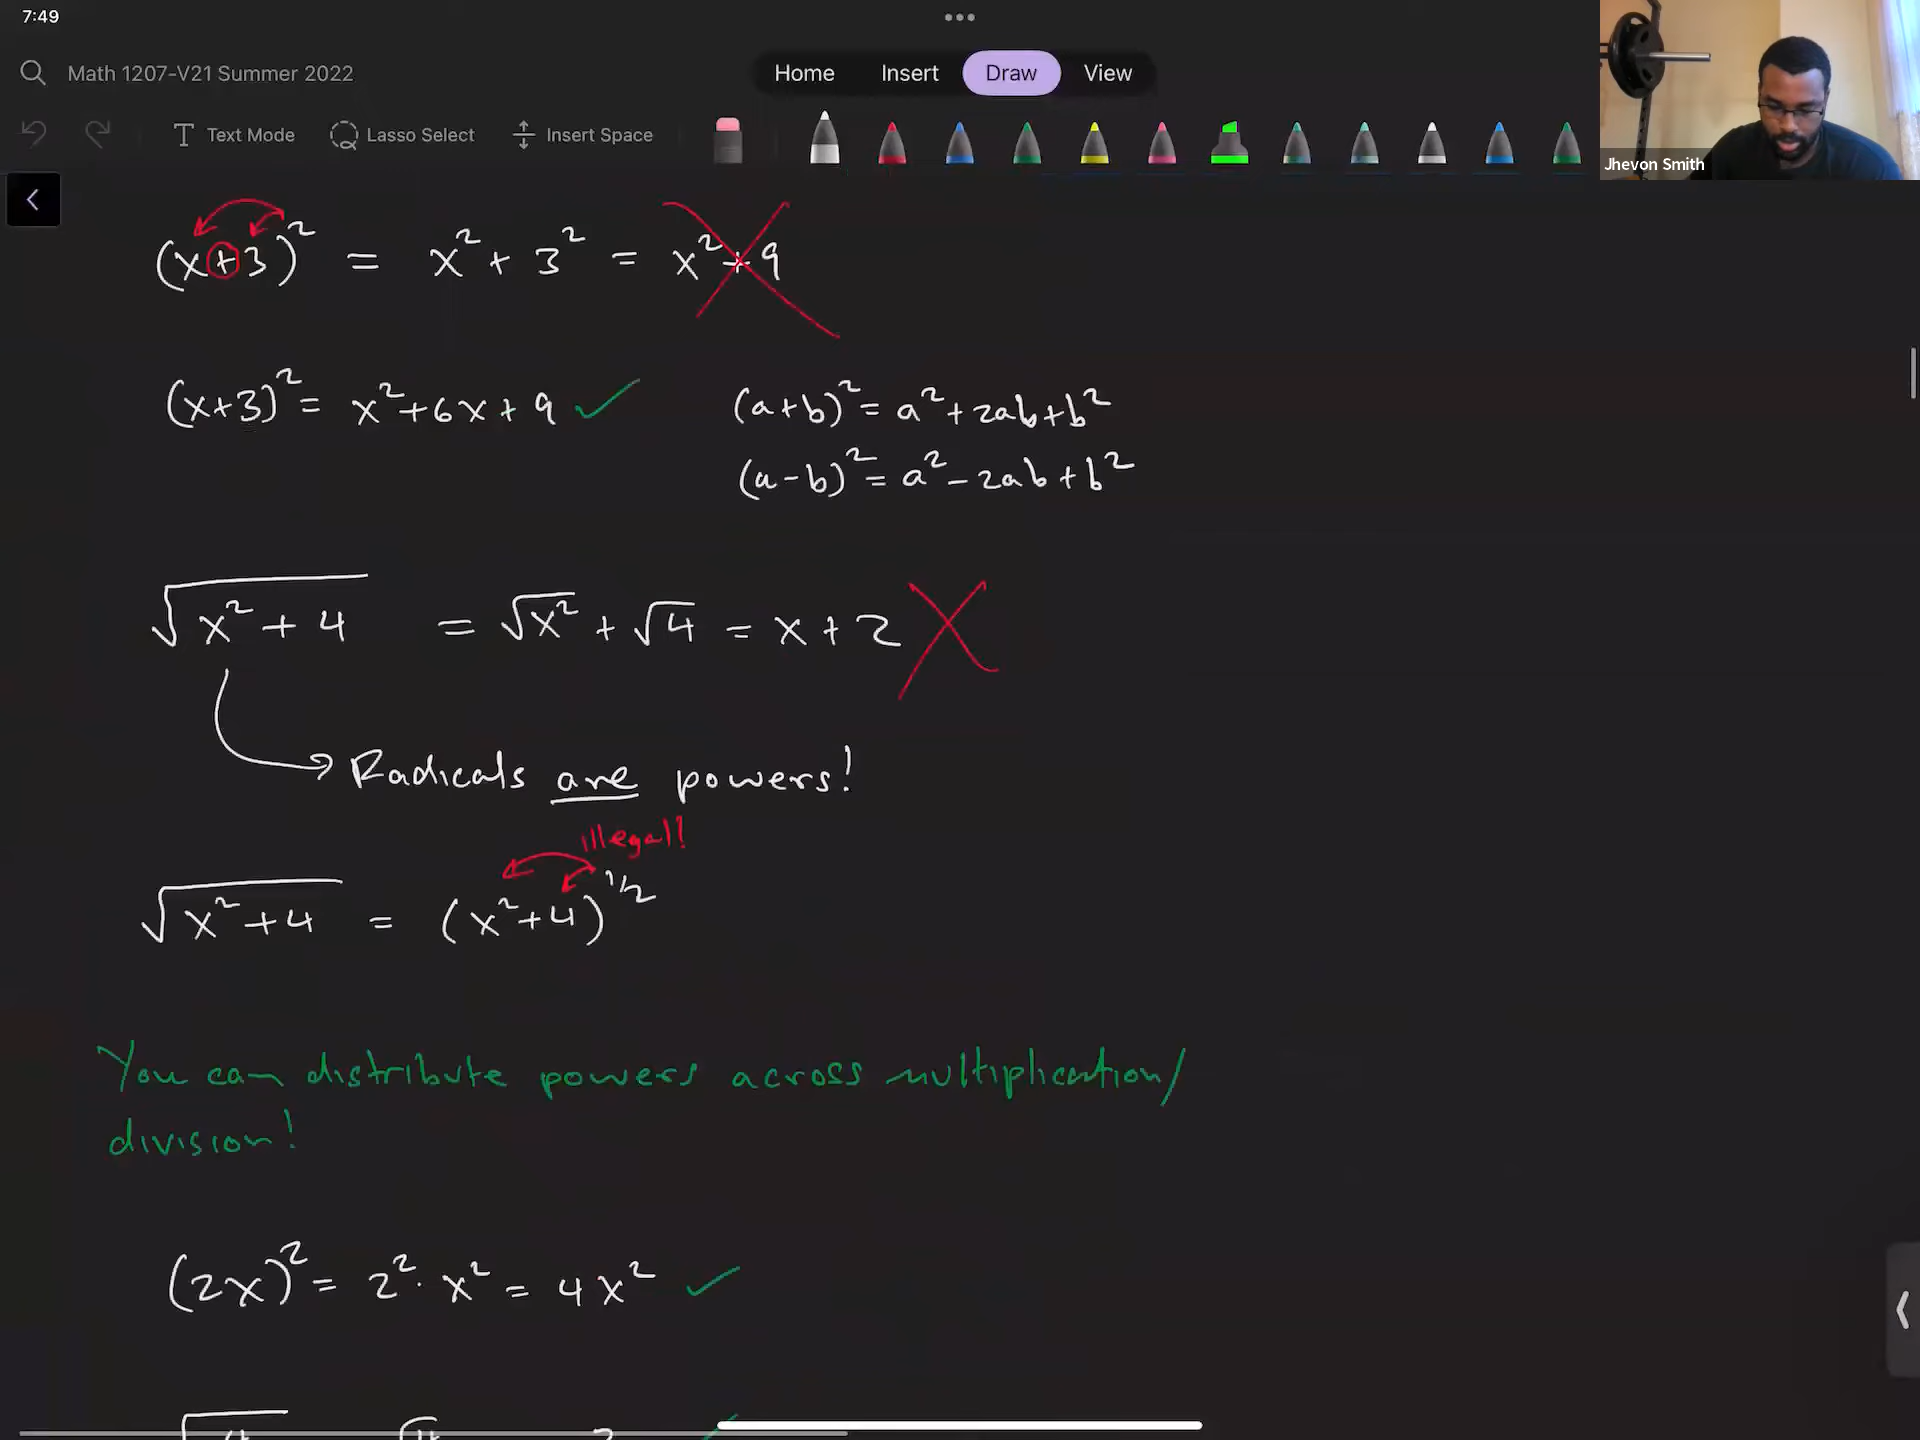 7:49
Math 1207-V21 Summer 2022
Home Insert Draw View
Text Mode Lasso Select Insert Space
Jhevon Smith
(x+3)² = x² + 3² = x² + 9
(x+3)² = x²+6x+9 ✓
(a+b)² = a²+2ab+b²
(a-b)² = a²-2ab+b²
√(x² + 4) = √x² + √4 = x + 2 X
→ Radicals are powers!
illegal!
√(x²+4) = (x²+4)^1/2
You can distribute powers across multiplication/
division!
(2x)² = 2² · x² = 4x² ✓